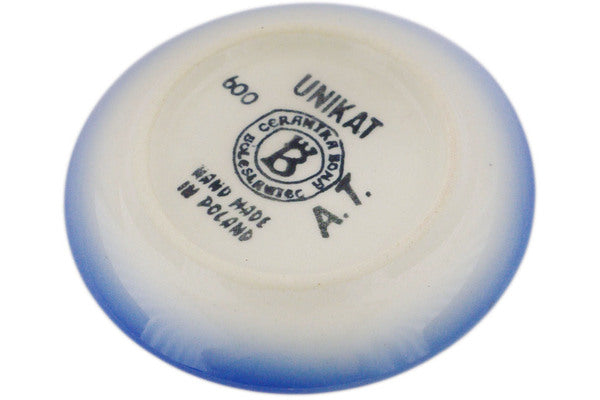 UNIKAT
600
CERAMIKA BONA
B
BOLESŁAWIEC
A.T.
HAND MADE
IN POLAND